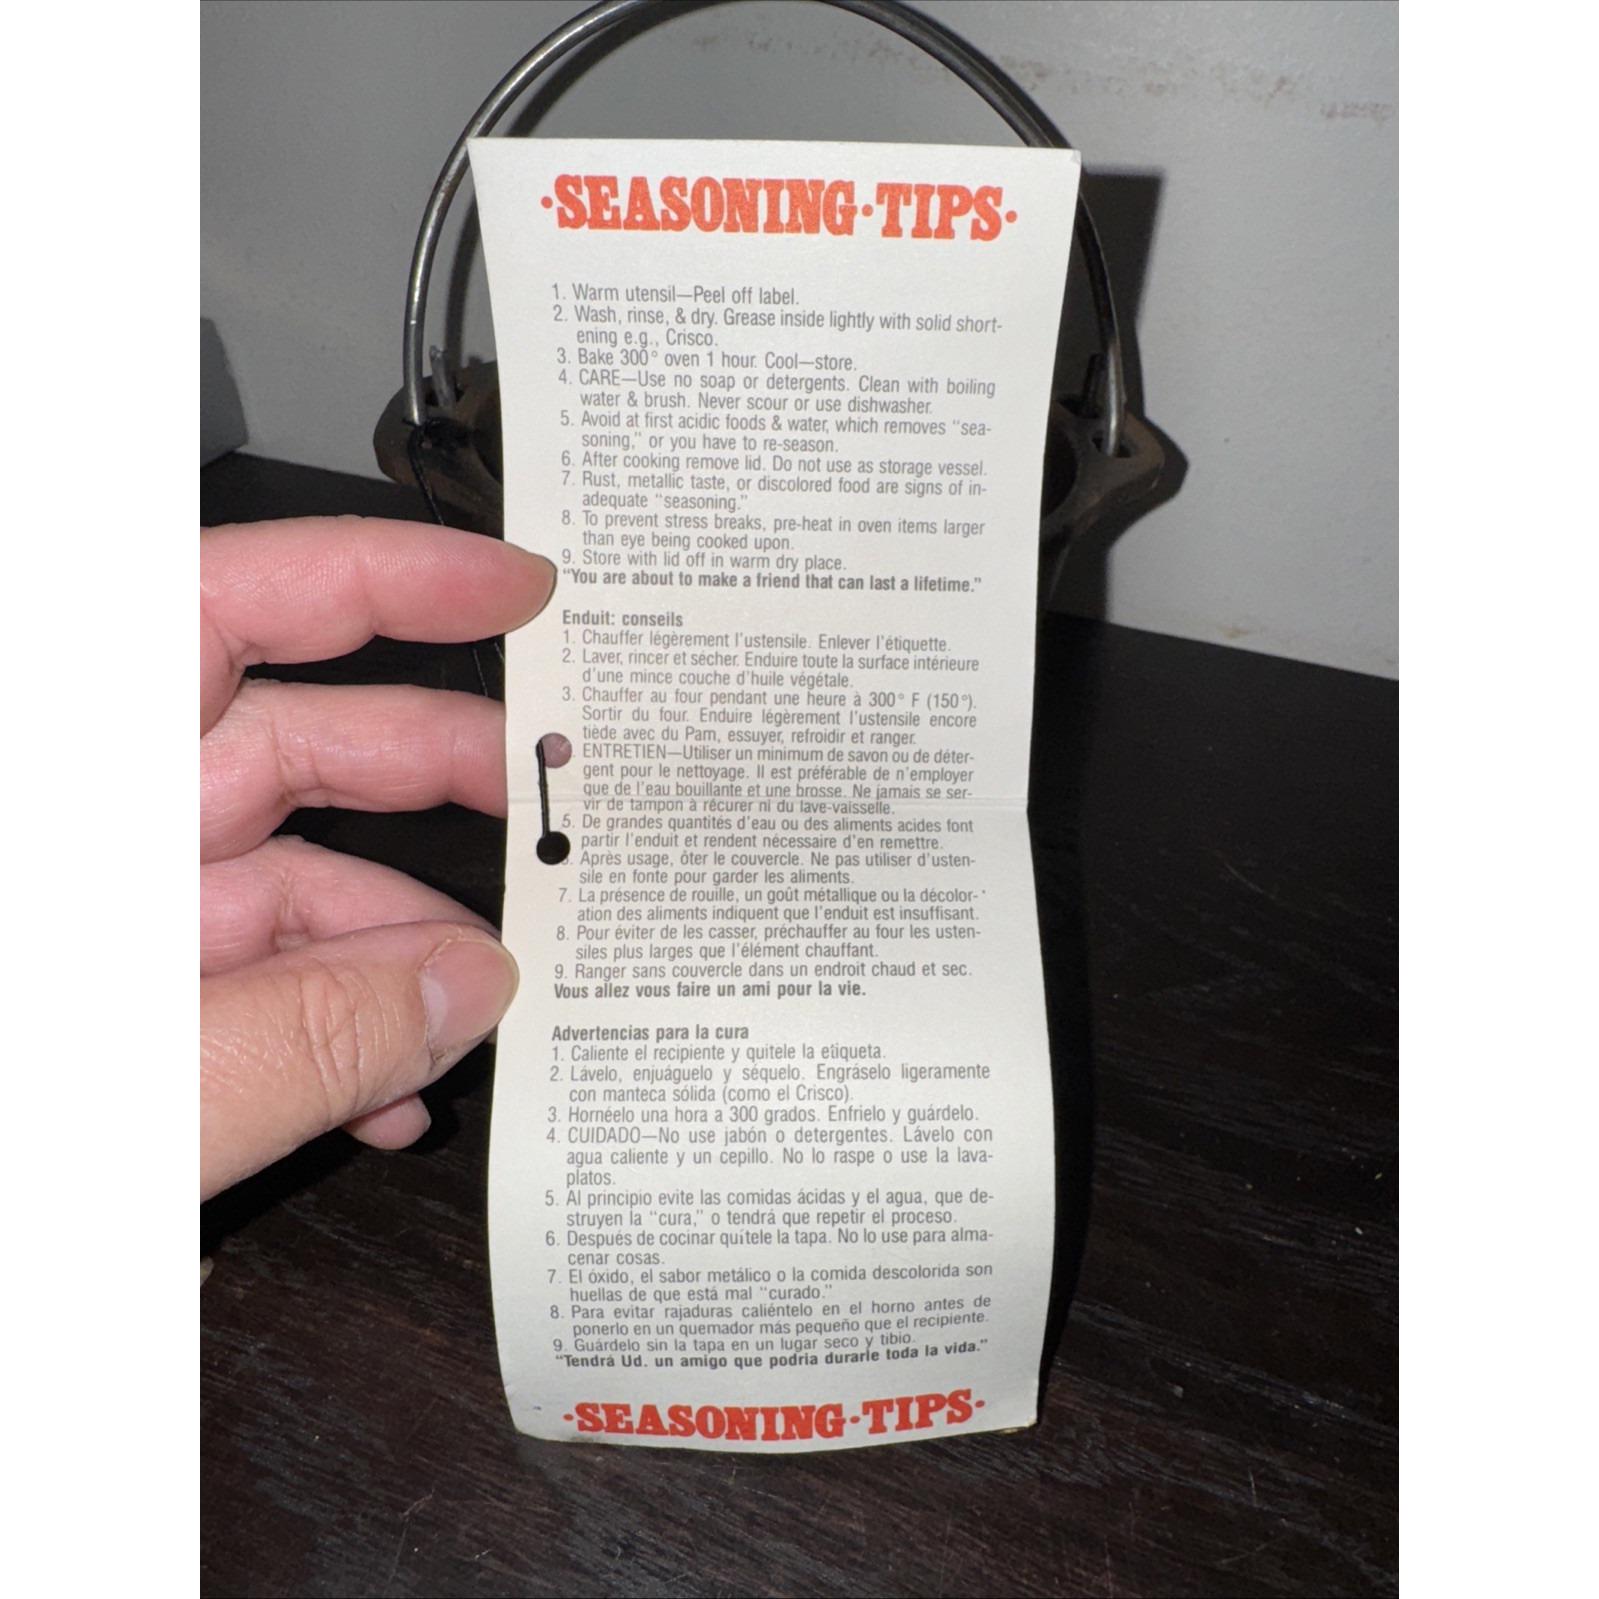 ·SEASONING·TIPS·
1. Warm utensil—Peel off label.
2. Wash, rinse, & dry. Grease inside lightly with solid short-
ening e.g., Crisco.
3. Bake 300° oven 1 hour. Cool—store.
4. CARE—Use no soap or detergents. Clean with boiling
water & brush. Never scour or use dishwasher.
5. Avoid at first acidic foods & water, which removes "sea-
soning," or you have to re-season.
6. After cooking remove lid. Do not use as storage vessel.
7. Rust, metallic taste, or discolored food are signs of in-
adequate "seasoning."
8. To prevent stress breaks, pre-heat in oven items larger
than eye being cooked upon.
9. Store with lid off in warm dry place.
"You are about to make a friend that can last a lifetime."
Enduit: conseils
1. Chauffer légèrement l'ustensile. Enlever l'étiquette.
2. Laver, rincer et sécher. Enduire toute la surface intérieure
d'une mince couche d'huile végétale.
3. Chauffer au four pendant une heure à 300° F (150°).
Sortir du four. Enduire légèrement l'ustensile encore
tiède avec du Pam, essuyer, refroidir et ranger.
. ENTRETIEN—Utiliser un minimum de savon ou de déter-
gent pour le nettoyage. Il est préférable de n'employer
que de l'eau bouillante et une brosse. Ne jamais se ser-
vir de tampon à récurer ni du lave-vaisselle.
5. De grandes quantités d'eau ou des aliments acides font
partir l'enduit et rendent nécessaire d'en remettre.
. Après usage, ôter le couvercle. Ne pas utiliser d'usten-
sile en fonte pour garder les aliments.
7. La présence de rouille, un goût métallique ou la décolor-
ation des aliments indiquent que l'enduit est insuffisant.
8. Pour éviter de les casser, préchauffer au four les usten-
siles plus larges que l'élément chauffant.
9. Ranger sans couvercle dans un endroit chaud et sec.
Vous allez vous faire un ami pour la vie.
Advertencias para la cura
1. Caliente el recipiente y quitele la etiqueta.
2. Lávelo, enjuáguelo y séquelo. Engráselo ligeramente
con manteca sólida (como el Crisco).
3. Hornéelo una hora a 300 grados. Enfrielo y guárdelo.
4. CUIDADO—No use jabón o detergentes. Lávelo con
agua caliente y un cepillo. No lo raspe o use la lava-
platos.
5. Al principio evite las comidas ácidas y el agua, que de-
struyen la "cura," o tendrá que repetir el proceso.
6. Después de cocinar quítele la tapa. No lo use para alma-
cenar cosas.
7. El óxido, el sabor metálico o la comida descolorida son
huellas de que está mal "curado."
8. Para evitar rajaduras caliéntelo en el horno antes de
ponerlo en un quemador más pequeño que el recipiente.
9. Guárdelo sin la tapa en un lugar seco y tibio.
"Tendrá Ud. un amigo que podria durarle toda la vida."
·SEASONING·TIPS·